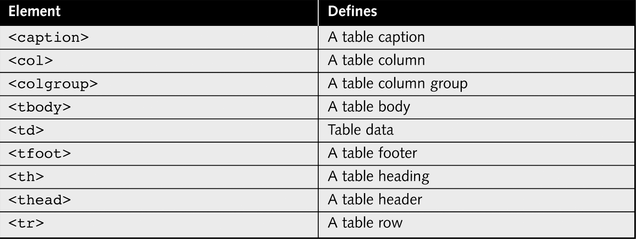 Element Defines
<caption> A table caption
<col> A table column
<colgroup> A table column group
<tbody> A table body
<td> Table data
<tfoot> A table footer
<th> A table heading
<thead> A table header
<tr> A table row